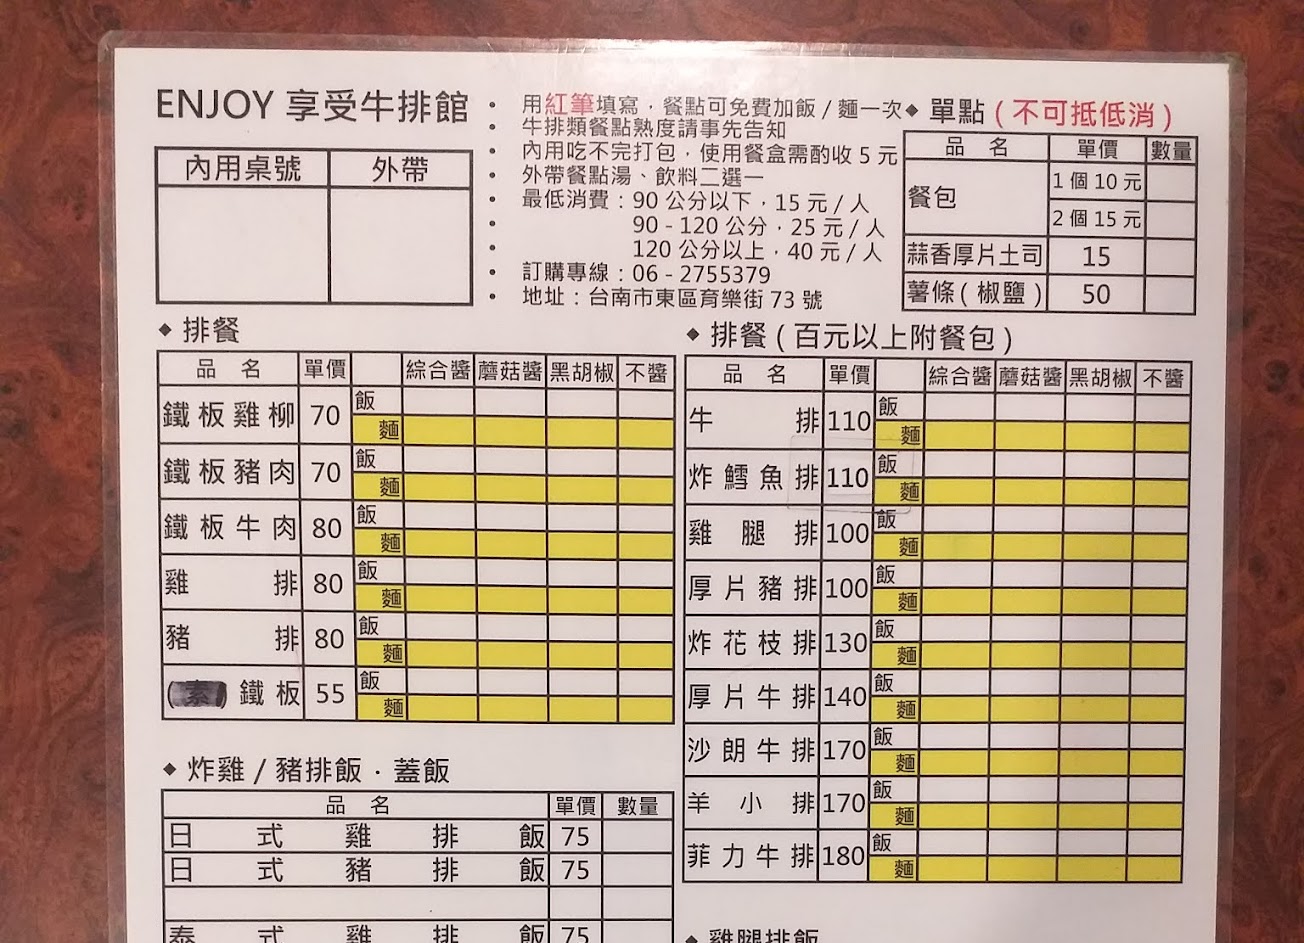 ENJOY 享受牛排館
內用桌號 外帶
• 用紅筆填寫，餐點可免費加飯 / 麵一次
• 牛排類餐點熟度請事先告知
• 內用吃不完打包，使用餐盒需酌收 5 元
• 外帶餐點湯、飲料二選一
• 最低消費：90 公分以下，15 元 / 人
• 90 - 120 公分，25 元 / 人
• 120 公分以上，40 元 / 人
• 訂購專線：06 - 2755379
• 地址：台南市東區育樂街 73 號
◆ 單點 ( 不可抵低消 )
品 名 單價 數量
餐包 1 個 10 元
2 個 15 元
蒜香厚片土司 15
薯條 ( 椒鹽 ) 50
◆ 排餐
品 名 單價 綜合醬 蘑菇醬 黑胡椒 不醬
鐵板雞柳 70 飯
麵
鐵板豬肉 70 飯
麵
鐵板牛肉 80 飯
麵
雞排 80 飯
麵
豬排 80 飯
麵
(素) 鐵板 55 飯
麵
◆ 排餐 ( 百元以上附餐包 )
品 名 單價 綜合醬 蘑菇醬 黑胡椒 不醬
牛排 110 飯
麵
炸鱈魚排 110 飯
麵
雞腿排 100 飯
麵
厚片豬排 100 飯
麵
炸花枝排 130 飯
麵
厚片牛排 140 飯
麵
沙朗牛排 170 飯
麵
羊小排 170 飯
麵
菲力牛排 180 飯
麵
◆ 炸雞 / 豬排飯．蓋飯
品 名 單價 數量
日式雞排飯 75
日式豬排飯 75
泰式雞排飯 75
◆ 雞腿排飯